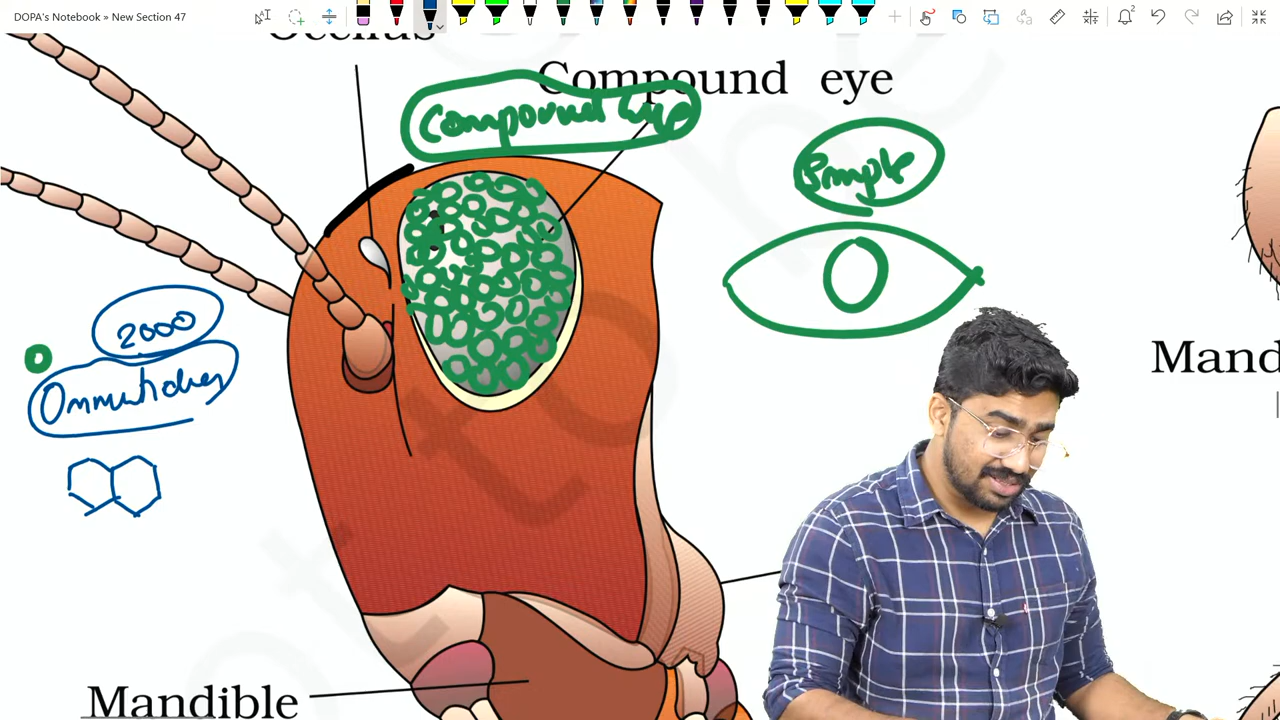 DOPA's Notebook » New Section 47
Ocellus
Compound eye
Compound eye
Simple
2000
Ommatidia
Mand
Mandible